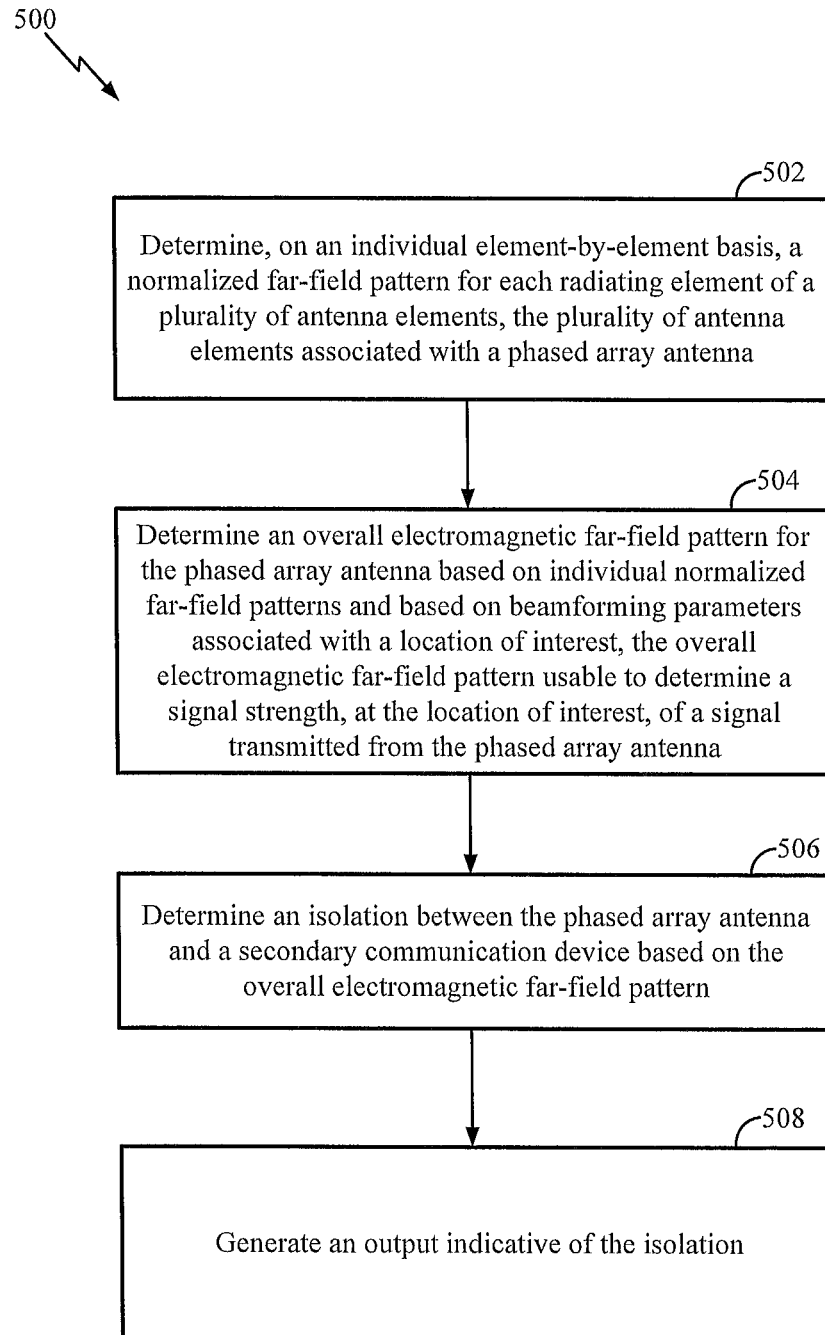 500
502
Determine, on an individual element-by-element basis, a
normalized far-field pattern for each radiating element of a
plurality of antenna elements, the plurality of antenna
elements associated with a phased array antenna
504
Determine an overall electromagnetic far-field pattern for
the phased array antenna based on individual normalized
far-field patterns and based on beamforming parameters
associated with a location of interest, the overall
electromagnetic far-field pattern usable to determine a
signal strength, at the location of interest, of a signal
transmitted from the phased array antenna
506
Determine an isolation between the phased array antenna
and a secondary communication device based on the
overall electromagnetic far-field pattern
508
Generate an output indicative of the isolation